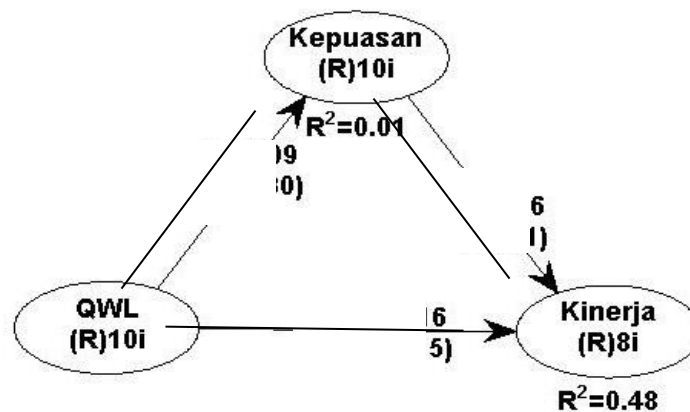 Kepuasan
(R)10i
R²=0.01
QWL
(R)10i
Kinerja
(R)8i
R²=0.48